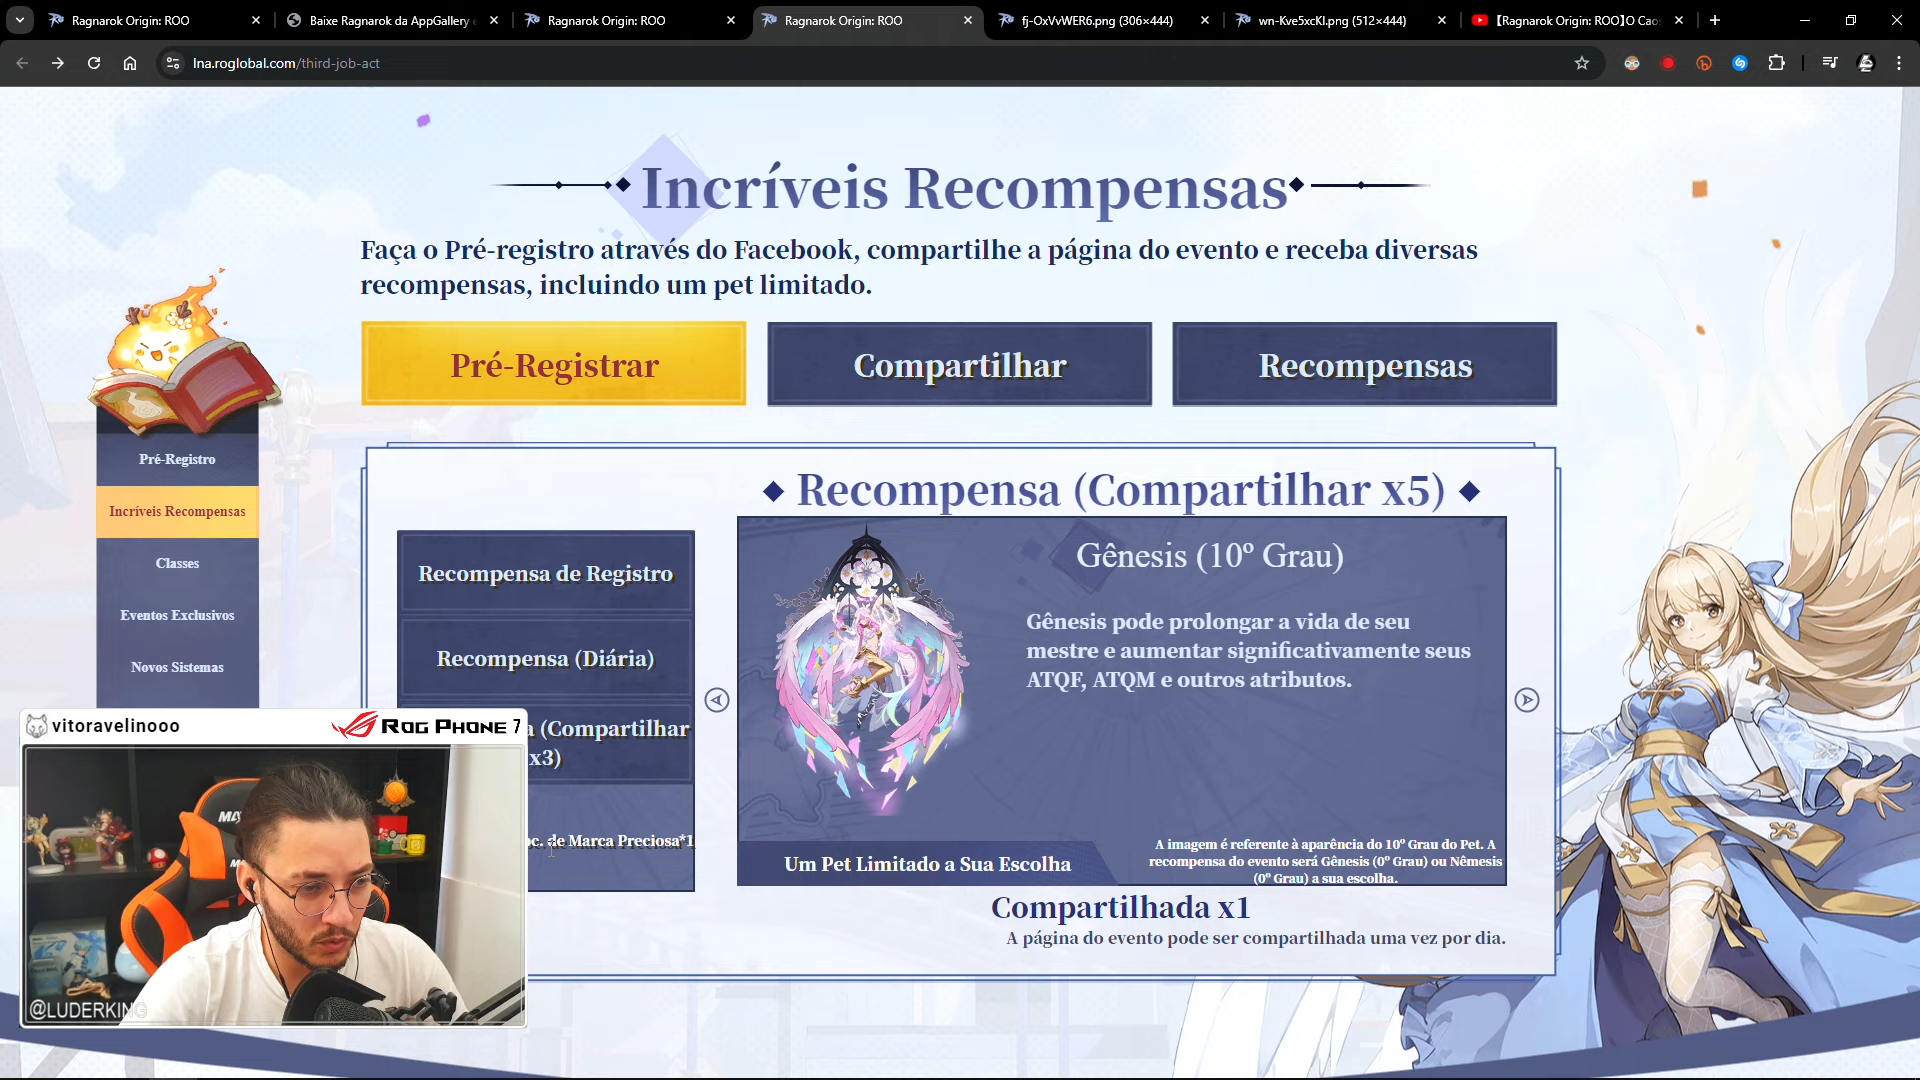 Ragnarok Origin: ROO
Baixe Ragnarok da AppGallery e
Ragnarok Origin: ROO
Ragnarok Origin: ROO
fj-OxVvWER6.png (306×444)
wn-Kve5xcKl.png (512×444)
【Ragnarok Origin: ROO】O Cao
lna.roglobal.com/third-job-act
Incríveis Recompensas
Faça o Pré-registro através do Facebook, compartilhe a página do evento e receba diversas
recompensas, incluindo um pet limitado.
Pré-Registrar
Compartilhar
Recompensas
Pré-Registro
Incríveis Recompensas
Classes
Eventos Exclusivos
Novos Sistemas
Recompensa (Compartilhar x5)
Recompensa de Registro
Recompensa (Diária)
a (Compartilhar
x3)
oc. de Marca Preciosa*1
Gênesis (10º Grau)
Gênesis pode prolongar a vida de seu
mestre e aumentar significativamente seus
ATQF, ATQM e outros atributos.
Um Pet Limitado a Sua Escolha
A imagem é referente à aparência do 10º Grau do Pet. A
recompensa do evento será Gênesis (0º Grau) ou Nêmesis
(0º Grau) a sua escolha.
Compartilhada x1
A página do evento pode ser compartilhada uma vez por dia.
vitoravelinooo
ROG PHONE 7
@LUDERKING